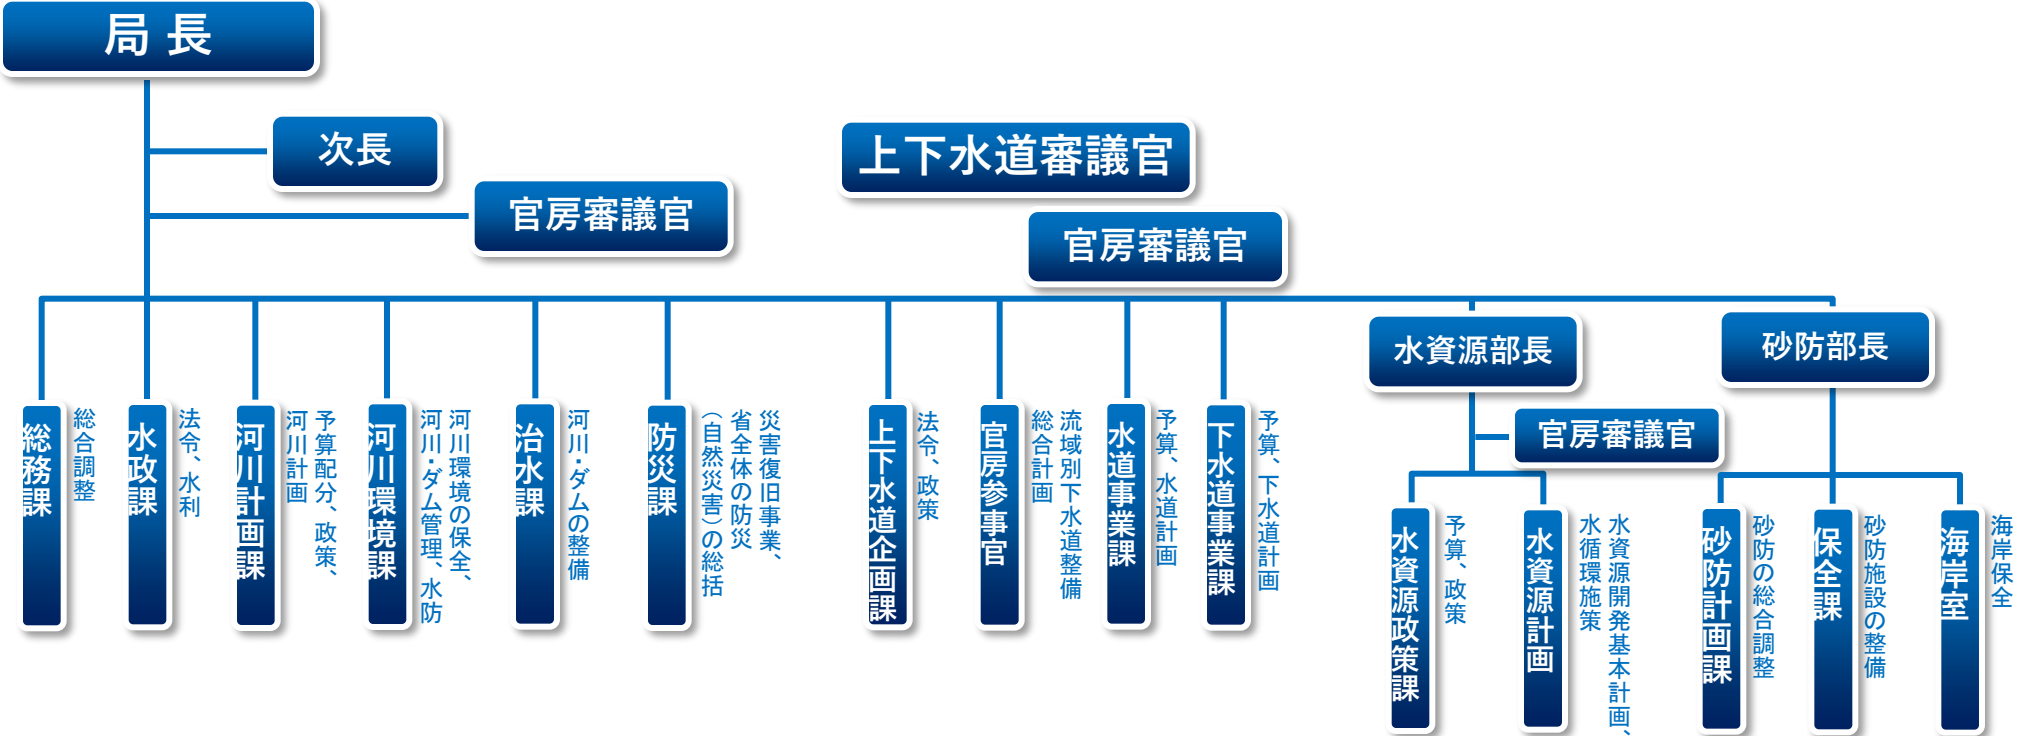 局 長
次長
官房審議官
上下水道審議官
官房審議官
水資源部長
砂防部長
官房審議官
総務課
総合調整
水政課
法令、水利
河川計画課
予算配分、政策、
河川計画
河川環境課
河川環境の保全、
河川・ダム管理、水防
治水課
河川・ダムの整備
防災課
災害復旧事業、
省全体の防災
（自然災害）の総括
上下水道企画課
法令、政策
官房参事官
流域別下水道整備
総合計画
水道事業課
予算、水道計画
下水道事業課
予算、下水道計画
水資源政策課
予算、政策
水資源計画
水資源開発基本計画、
水循環施策
砂防計画課
砂防の総合調整
保全課
砂防施設の整備
海岸室
海岸保全